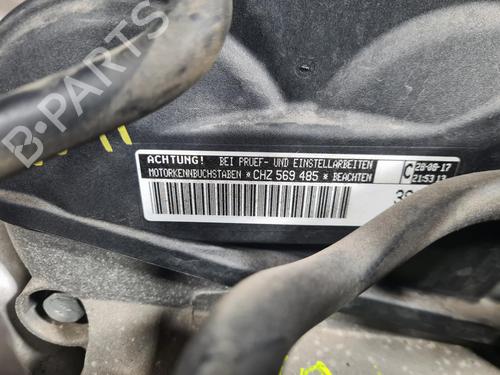 B-PARTS
ACHTUNG! BEI PRUEF- UND EINSTELLARBEITEN
MOTORKENNBUCHSTABEN *CHZ 569 485* BEACHTEN
C
28-06-17
21:53